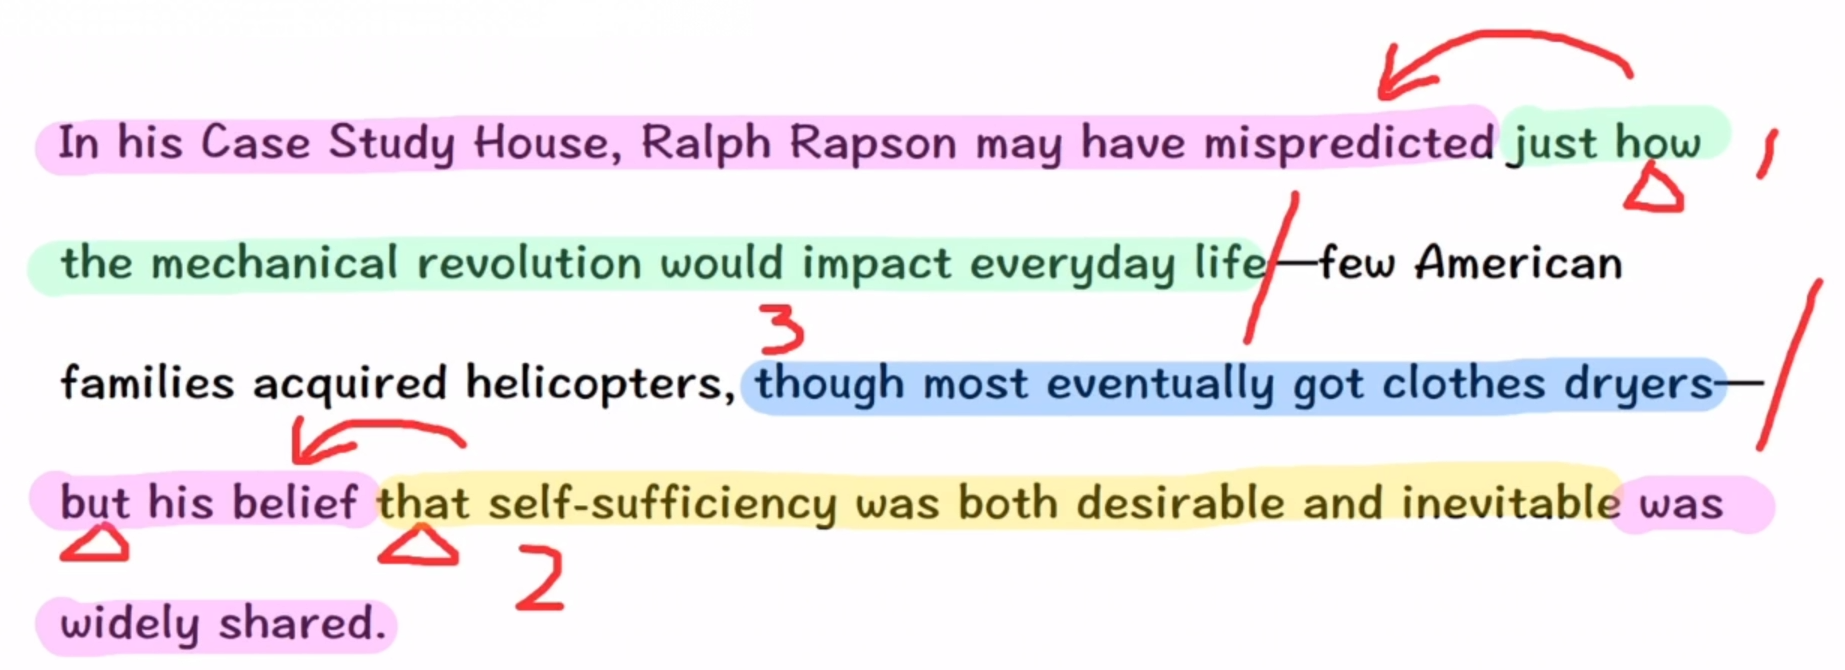 In his Case Study House, Ralph Rapson may have mispredicted just how 1
the mechanical revolution would impact everyday life—few American
3
families acquired helicopters, though most eventually got clothes dryers—
but his belief that self-sufficiency was both desirable and inevitable was
2
widely shared.